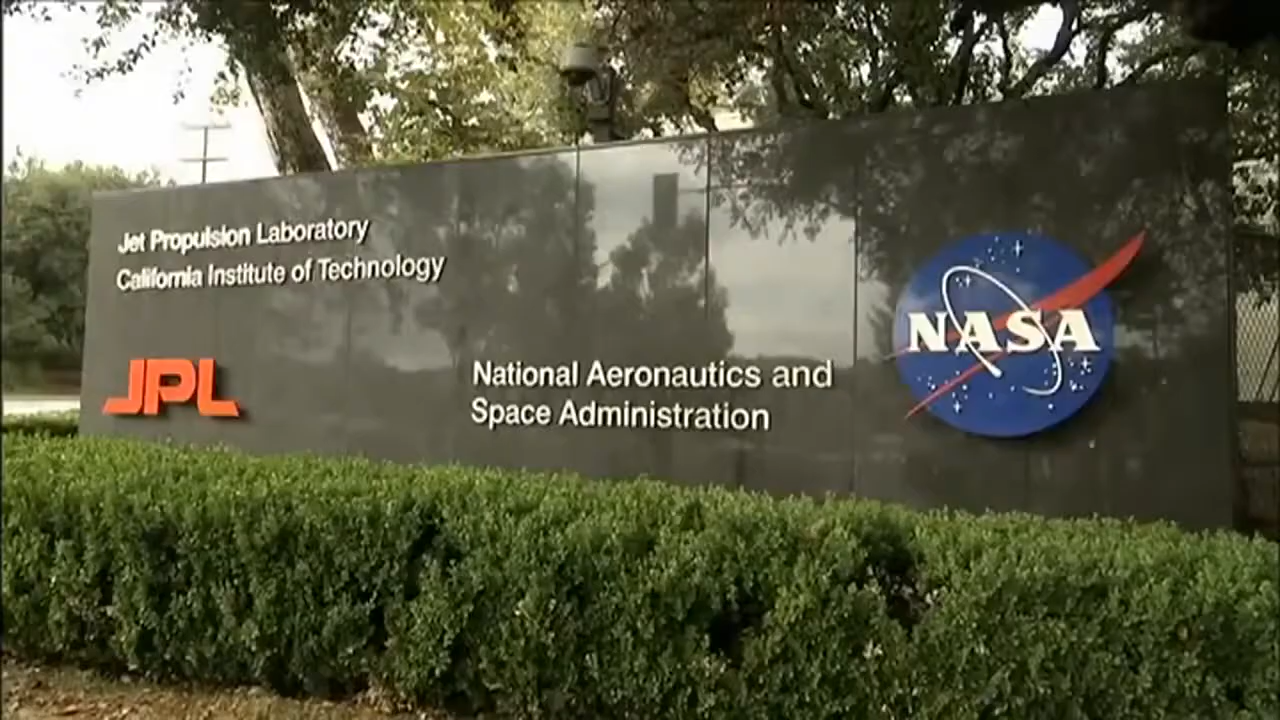 Jet Propulsion Laboratory
California Institute of Technology
JPL
National Aeronautics and
Space Administration
NASA